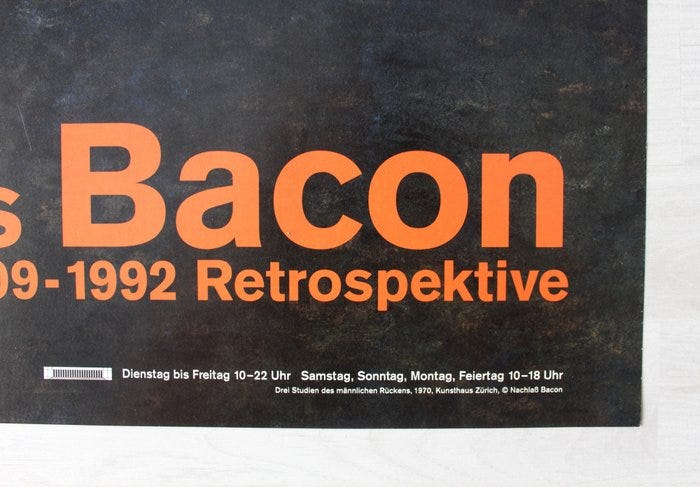 s Bacon
09-1992 Retrospektive
Dienstag bis Freitag 10–22 Uhr Samstag, Sonntag, Montag, Feiertag 10–18 Uhr
Drei Studien des männlichen Rückens, 1970, Kunsthaus Zürich, © Nachlaß Bacon